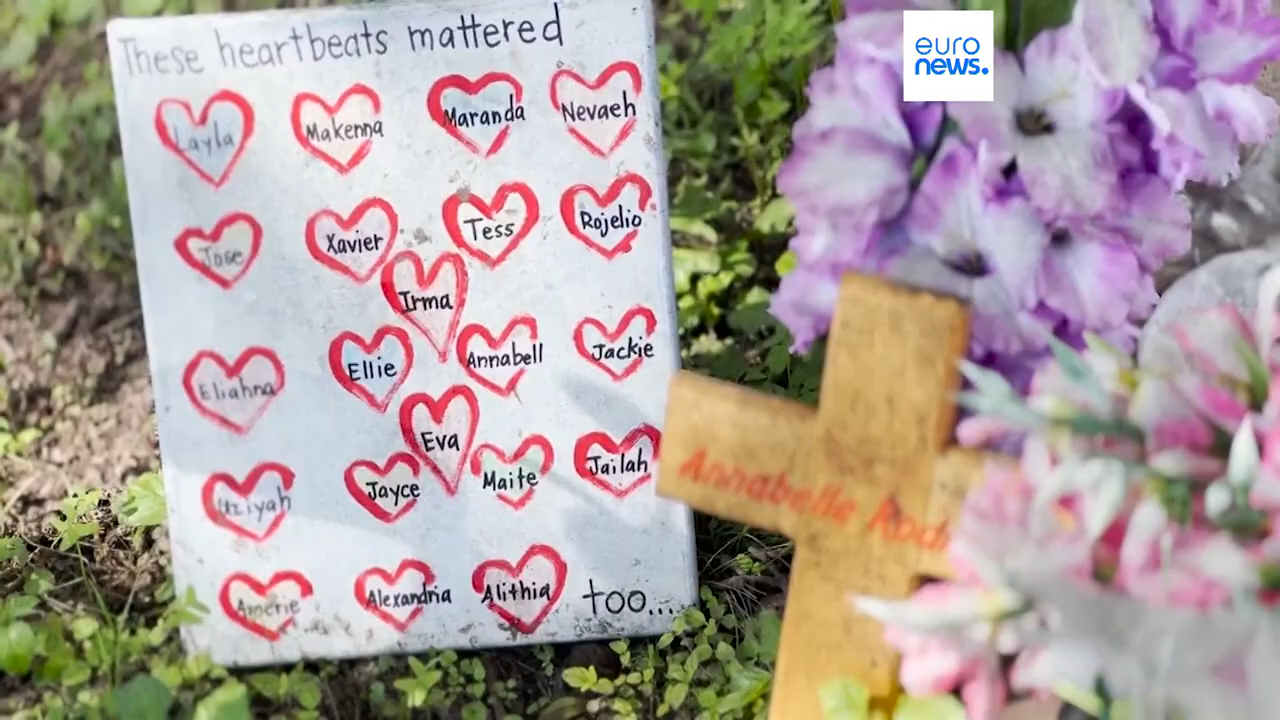 These heartbeats mattered
euro
news.
Layla Makenna Maranda Nevaeh
Jose Xavier Tess Rojelio
Irma
Eliahna Ellie Annabell Jackie
Eva
Uziyah Jayce Maite Jailah
Amerie Alexandria Alithia too....
Annabelle Rod